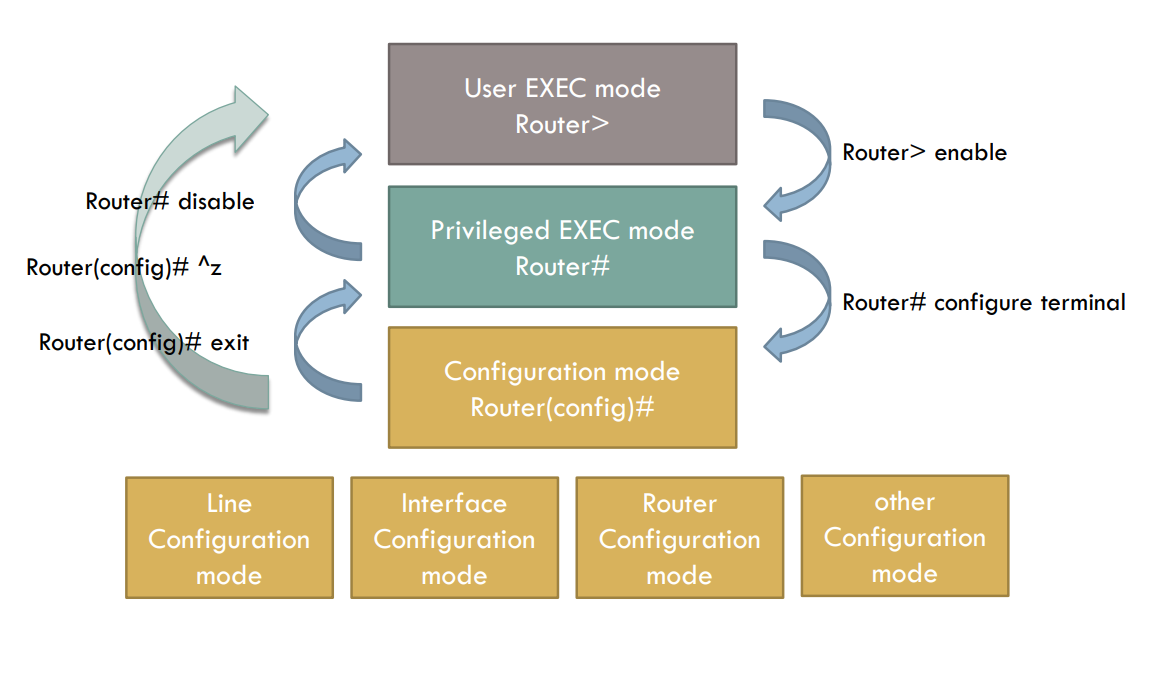 User EXEC mode
Router>
Router> enable
Router# disable
Privileged EXEC mode
Router#
Router(config)# ^z
Router# configure terminal
Router(config)# exit
Configuration mode
Router(config)#
Line
Configuration
mode
Interface
Configuration
mode
Router
Configuration
mode
other
Configuration
mode